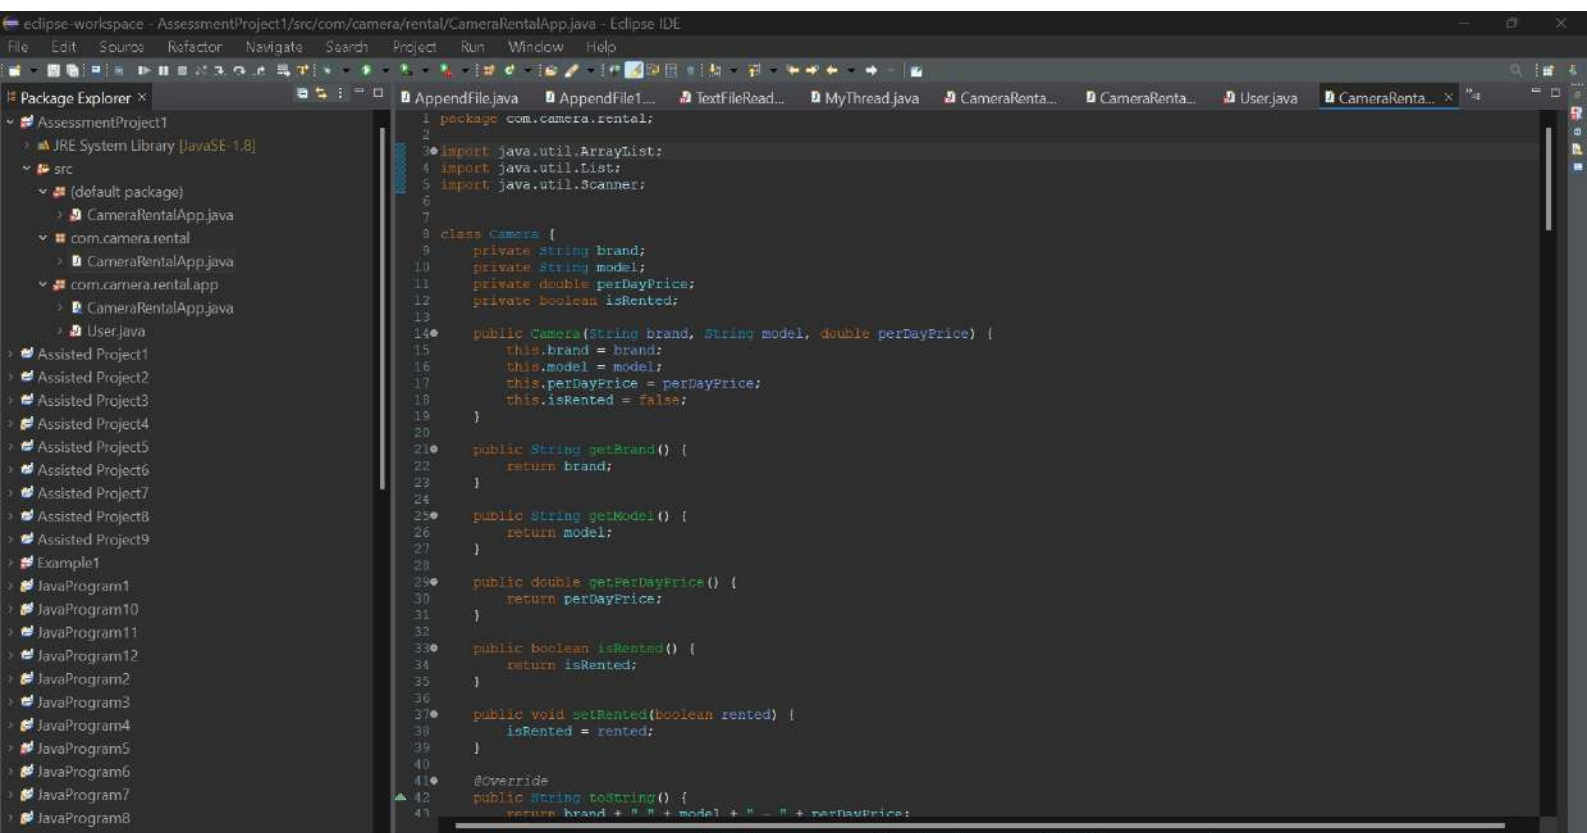 eclipse-workspace - AssessmentProject1/src/com/camera/rental/CameraRentalApp.java - Eclipse IDE
File Edit Source Refactor Navigate Search Project Run Window Help
Package Explorer ×
AssessmentProject1
JRE System Library [JavaSE-1.8]
src
(default package)
CameraRentalApp.java
com.camera.rental
CameraRentalApp.java
com.camera.rental.app
CameraRentalApp.java
User.java
Assisted Project1
Assisted Project2
Assisted Project3
Assisted Project4
Assisted Project5
Assisted Project6
Assisted Project7
Assisted Project8
Assisted Project9
Example1
JavaProgram1
JavaProgram10
JavaProgram11
JavaProgram12
JavaProgram2
JavaProgram3
JavaProgram4
JavaProgram5
JavaProgram6
JavaProgram7
JavaProgram8
AppendFile.java AppendFile1.... TextFileRead... MyThread.java CameraRenta... CameraRenta... User.java CameraRenta... ×
1 package com.camera.rental;
2
3 import java.util.ArrayList;
4 import java.util.List;
5 import java.util.Scanner;
6
7
8 class Camera {
9 private String brand;
10 private String model;
11 private double perDayPrice;
12 private boolean isRented;
13
14 public Camera(String brand, String model, double perDayPrice) {
15 this.brand = brand;
16 this.model = model;
17 this.perDayPrice = perDayPrice;
18 this.isRented = false;
19 }
20
21 public String getBrand() {
22 return brand;
23 }
24
25 public String getModel() {
26 return model;
27 }
28
29 public double getPerDayPrice() {
30 return perDayPrice;
31 }
32
33 public boolean isRented() {
34 return isRented;
35 }
36
37 public void setRented(boolean rented) {
38 isRented = rented;
39 }
40
41 @Override
42 public String toString() {
43 return brand + " " + model + " - " + perDayPrice;